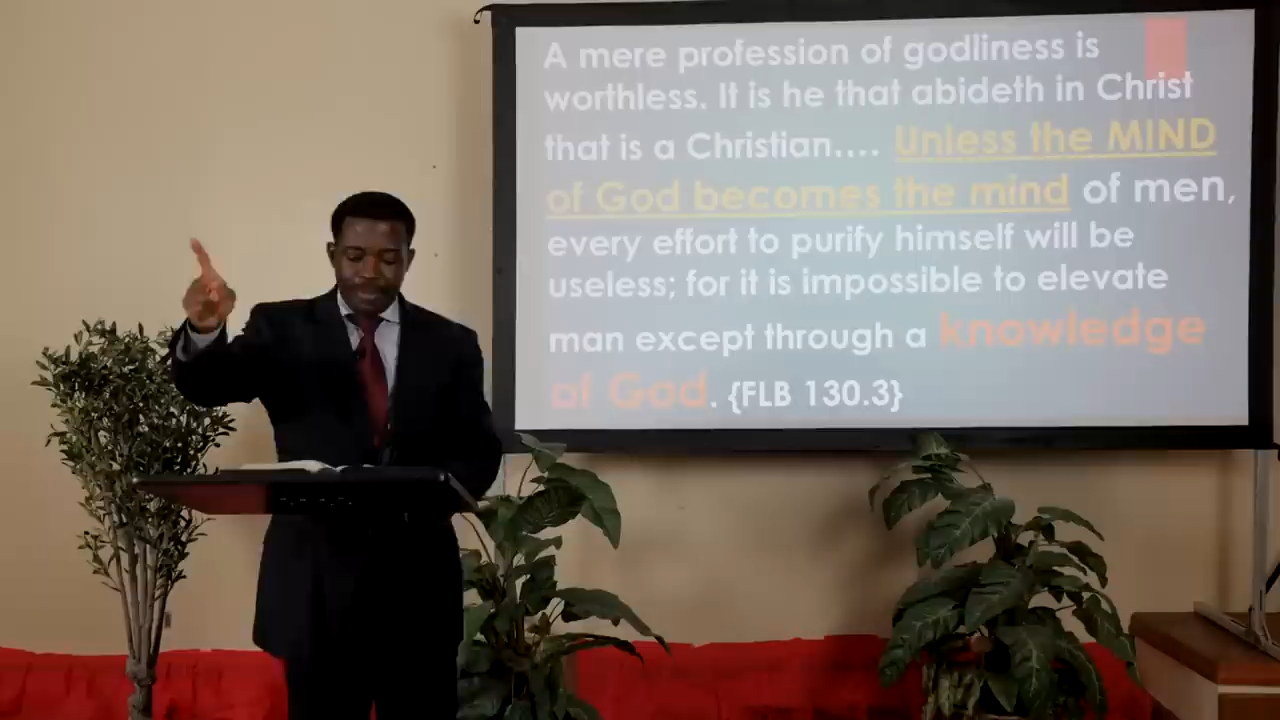 A mere profession of godliness is
worthless. It is he that abideth in Christ
that is a Christian.... Unless the MIND
of God becomes the mind of men,
every effort to purify himself will be
useless; for it is impossible to elevate
man except through a knowledge
of God. {FLB 130.3}